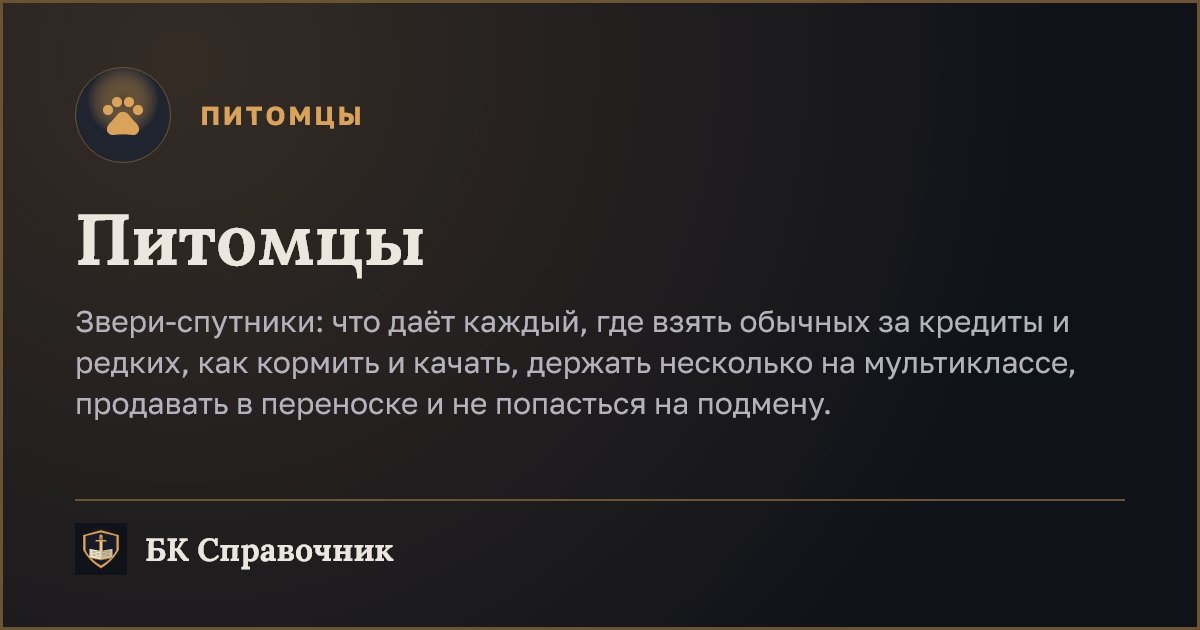 ПИТОМЦЫ
Питомцы
Звери-спутники: что даёт каждый, где взять обычных за кредиты и
редких, как кормить и качать, держать несколько на мультиклассе,
продавать в переноске и не попасться на подмену.
БК Справочник